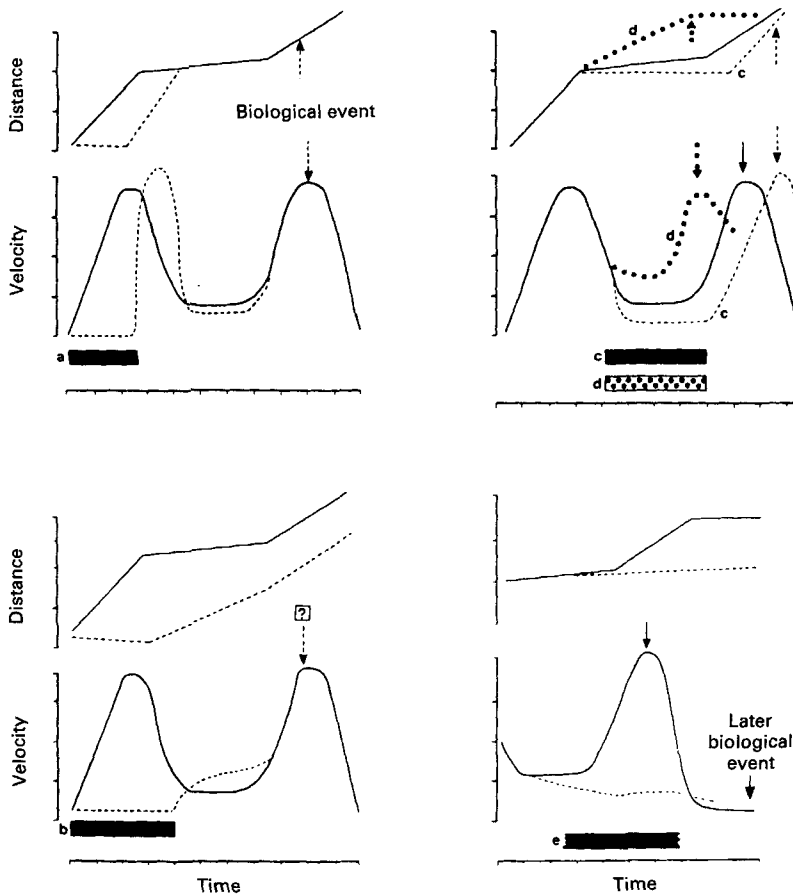 Distance
Biological event
Velocity
a
d
c
d
c
c
d
Distance
?
Velocity
b
Time
Later
biological
event
e
Time